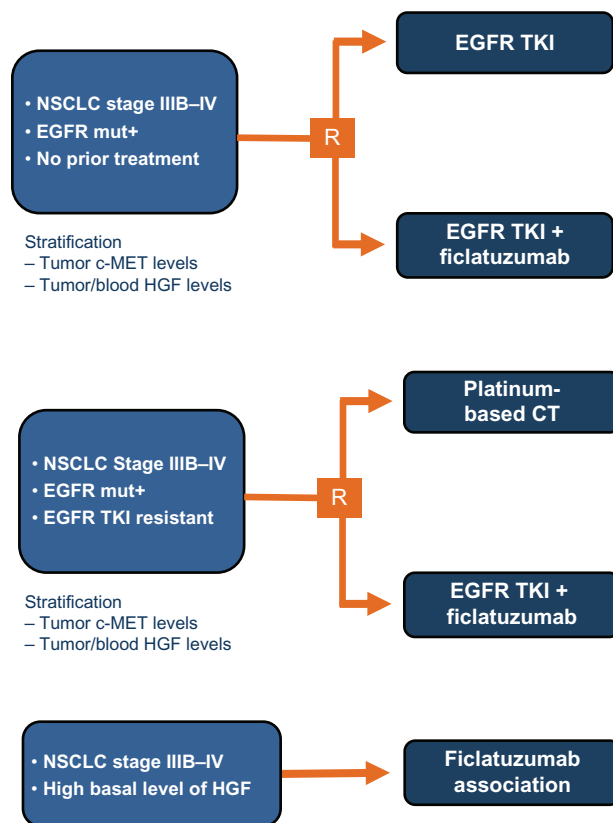 EGFR TKI
• NSCLC stage IIIB–IV
• EGFR mut+
• No prior treatment
R
EGFR TKI +
ficlatuzumab
Stratification
– Tumor c-MET levels
– Tumor/blood HGF levels
Platinum-
based CT
• NSCLC Stage IIIB–IV
• EGFR mut+
• EGFR TKI resistant
R
EGFR TKI +
ficlatuzumab
Stratification
– Tumor c-MET levels
– Tumor/blood HGF levels
• NSCLC stage IIIB–IV
• High basal level of HGF
Ficlatuzumab
association